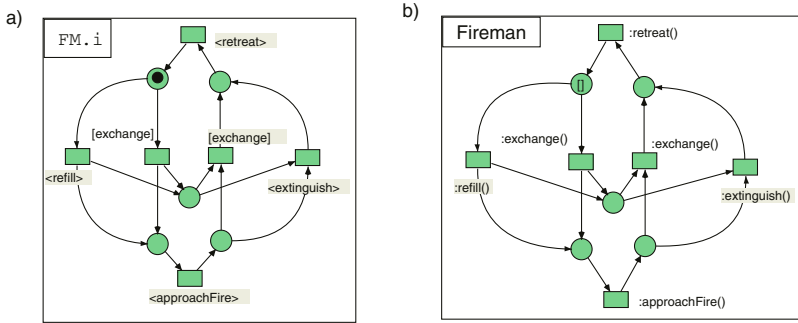 a)
FM.i
<retreat>
[exchange]
[exchange]
<refill>
<extinguish>
<approachFire>
b)
Fireman
:retreat()
[]
:exchange()
:exchange()
:refill()
:extinguish()
:approachFire()